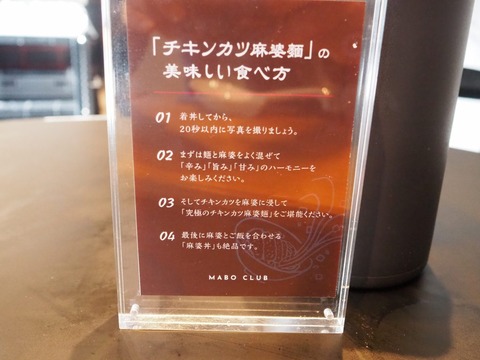 「チキンカツ麻婆麺」の
美味しい食べ方
01 着丼してから、
20秒以内に写真を撮りましょう。
02 まずは麺と麻婆をよく混ぜて
「辛み」「旨み」「甘み」のハーモニーを
お楽しみください。
03 そしてチキンカツを麻婆に浸して
「究極のチキンカツ麻婆麺」をご堪能ください。
04 最後に麻婆とご飯を合わせる
「麻婆丼」も絶品です。
MABO CLUB